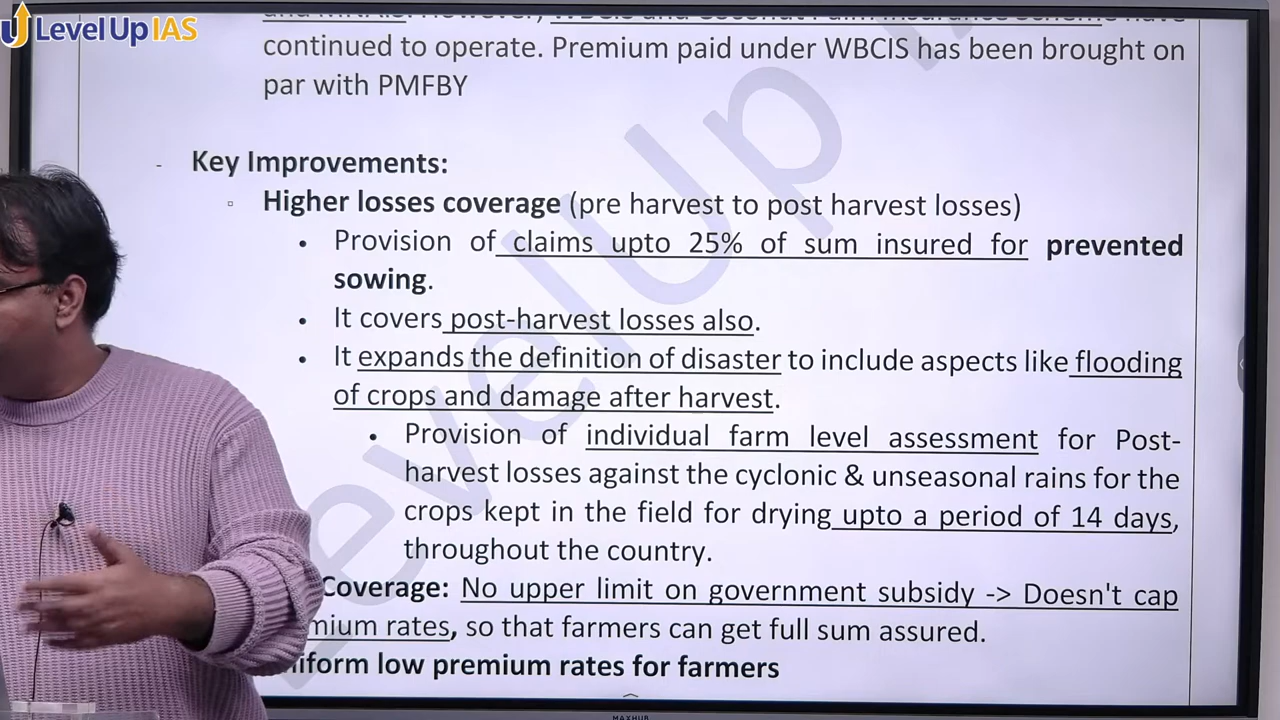 Level Up IAS
continued to operate. Premium paid under WBCIS has been brought on
par with PMFBY
- Key Improvements:
▫ Higher losses coverage (pre harvest to post harvest losses)
• Provision of claims upto 25% of sum insured for prevented
sowing.
• It covers post-harvest losses also.
• It expands the definition of disaster to include aspects like flooding
of crops and damage after harvest.
• Provision of individual farm level assessment for Post-
harvest losses against the cyclonic & unseasonal rains for the
crops kept in the field for drying upto a period of 14 days,
throughout the country.
Coverage: No upper limit on government subsidy -> Doesn't cap
mium rates, so that farmers can get full sum assured.
iform low premium rates for farmers
MAXHUB
LevelUp